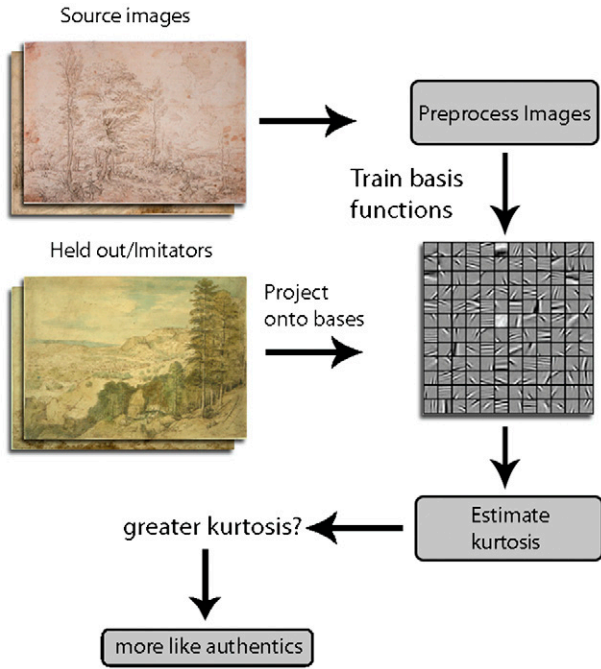 Source images
Preprocess Images
Train basis
functions
Held out/Imitators
Project
onto bases
Estimate
kurtosis
greater kurtosis?
more like authentics